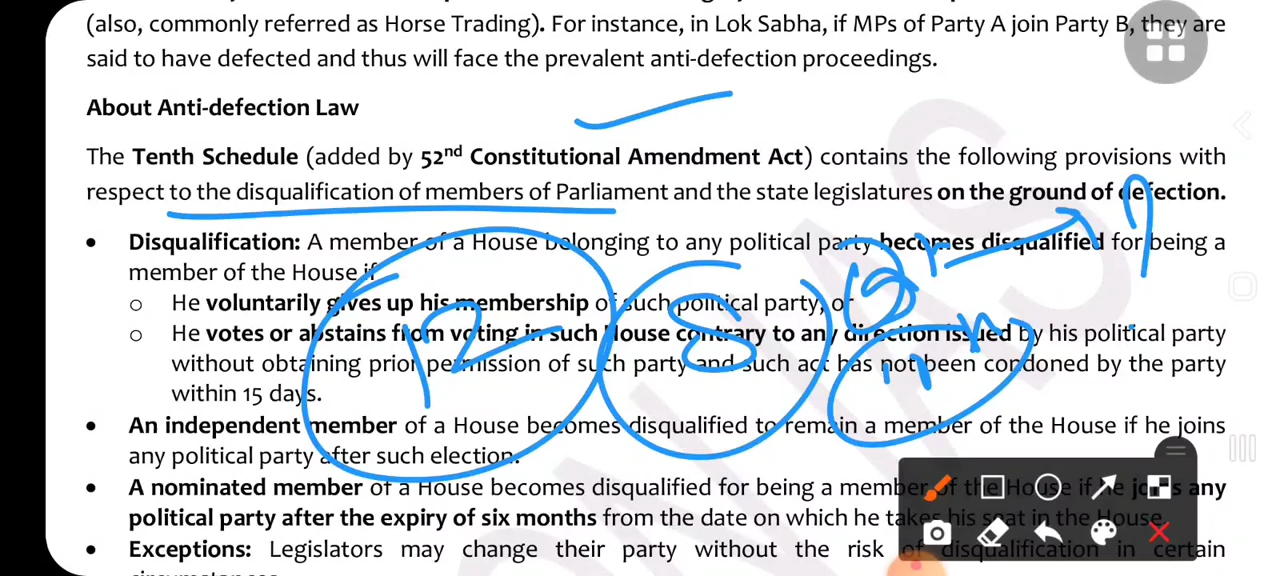 (also, commonly referred as Horse Trading). For instance, in Lok Sabha, if MPs of Party A join Party B, they are
said to have defected and thus will face the prevalent anti-defection proceedings.
About Anti-defection Law
The Tenth Schedule (added by 52nd Constitutional Amendment Act) contains the following provisions with
respect to the disqualification of members of Parliament and the state legislatures on the ground of defection.
• Disqualification: A member of a House belonging to any political party becomes disqualified for being a
member of the House if
o He voluntarily gives up his membership of such political party, or
o He votes or abstains from voting in such House contrary to any direction issued by his political party
without obtaining prior permission of such party and such act has not been condoned by the party
within 15 days.
• An independent member of a House becomes disqualified to remain a member of the House if he joins
any political party after such election.
• A nominated member of a House becomes disqualified for being a member of the House if he joins any
political party after the expiry of six months from the date on which he takes his seat in the House.
• Exceptions: Legislators may change their party without the risk of disqualification in certain
12
8